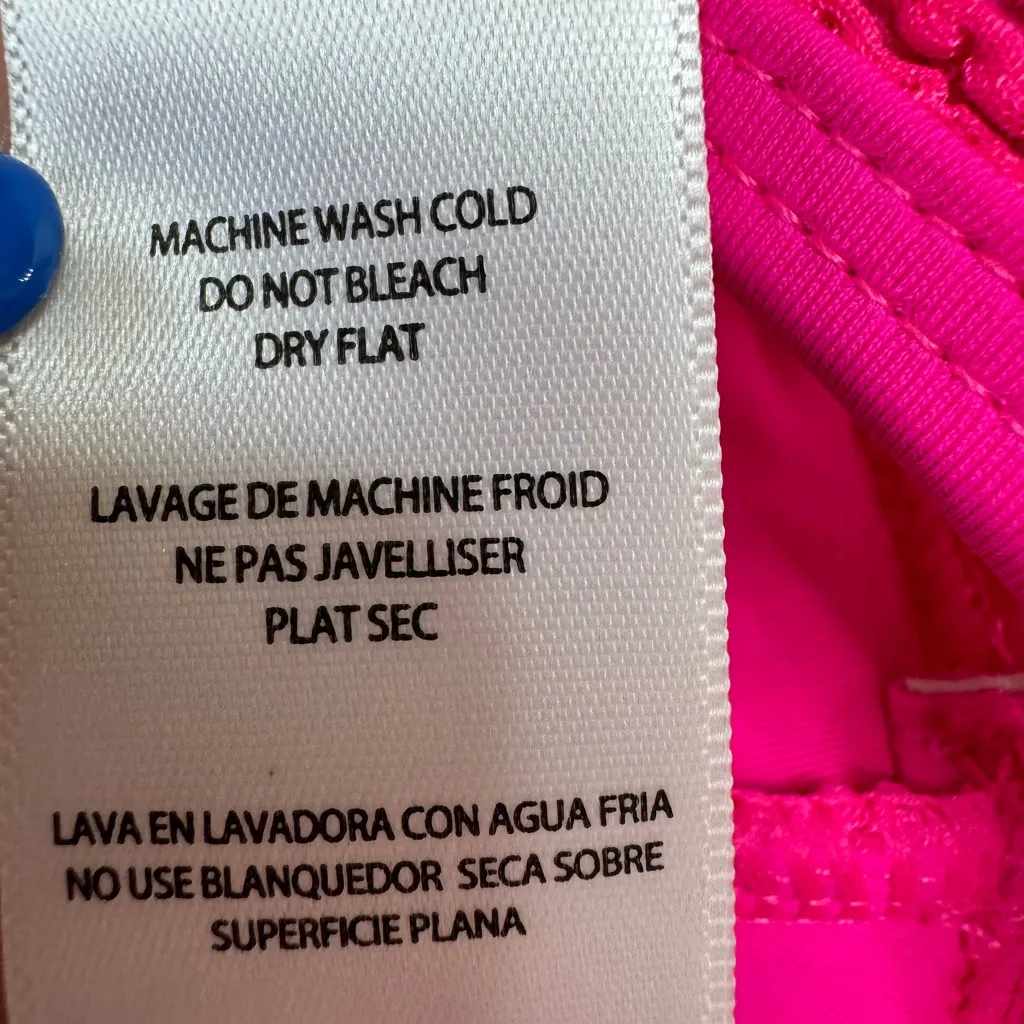 MACHINE WASH COLD
DO NOT BLEACH
DRY FLAT
LAVAGE DE MACHINE FROID
NE PAS JAVELLISER
PLAT SEC
LAVA EN LAVADORA CON AGUA FRIA
NO USE BLANQUEDOR SECA SOBRE
SUPERFICIE PLANA